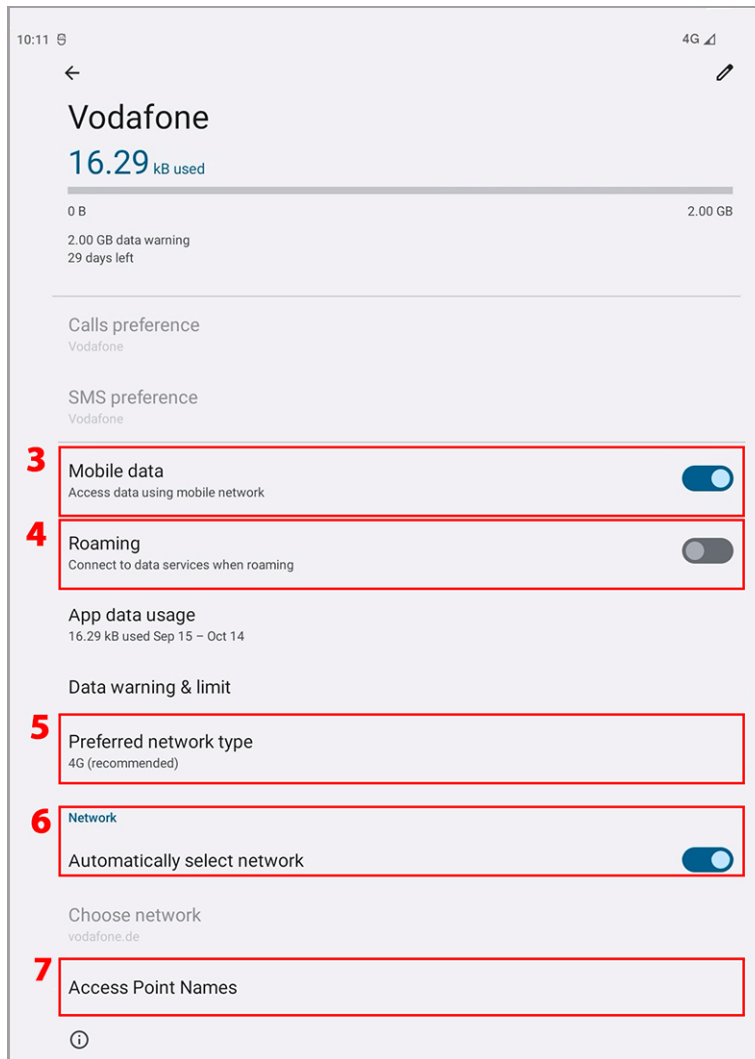 10:11 4G
Vodafone
16.29 kB used
0 B 2.00 GB
2.00 GB data warning
29 days left
Calls preference
Vodafone
SMS preference
Vodafone
3 Mobile data
Access data using mobile network
4 Roaming
Connect to data services when roaming
App data usage
16.29 kB used Sep 15 – Oct 14
Data warning & limit
5 Preferred network type
4G (recommended)
6 Network
Automatically select network
Choose network
vodafone.de
7 Access Point Names